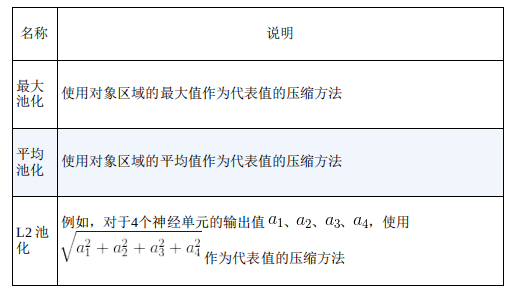 名称
说明
最大
池化
使用对象区域的最大值作为代表值的压缩方法
平均
池化
使用对象区域的平均值作为代表值的压缩方法
L2 池
化
例如，对于4个神经单元的输出值 a₁、a₂、a₃、a₄，使用
√(a₁² + a₂² + a₃² + a₄²) 作为代表值的压缩方法